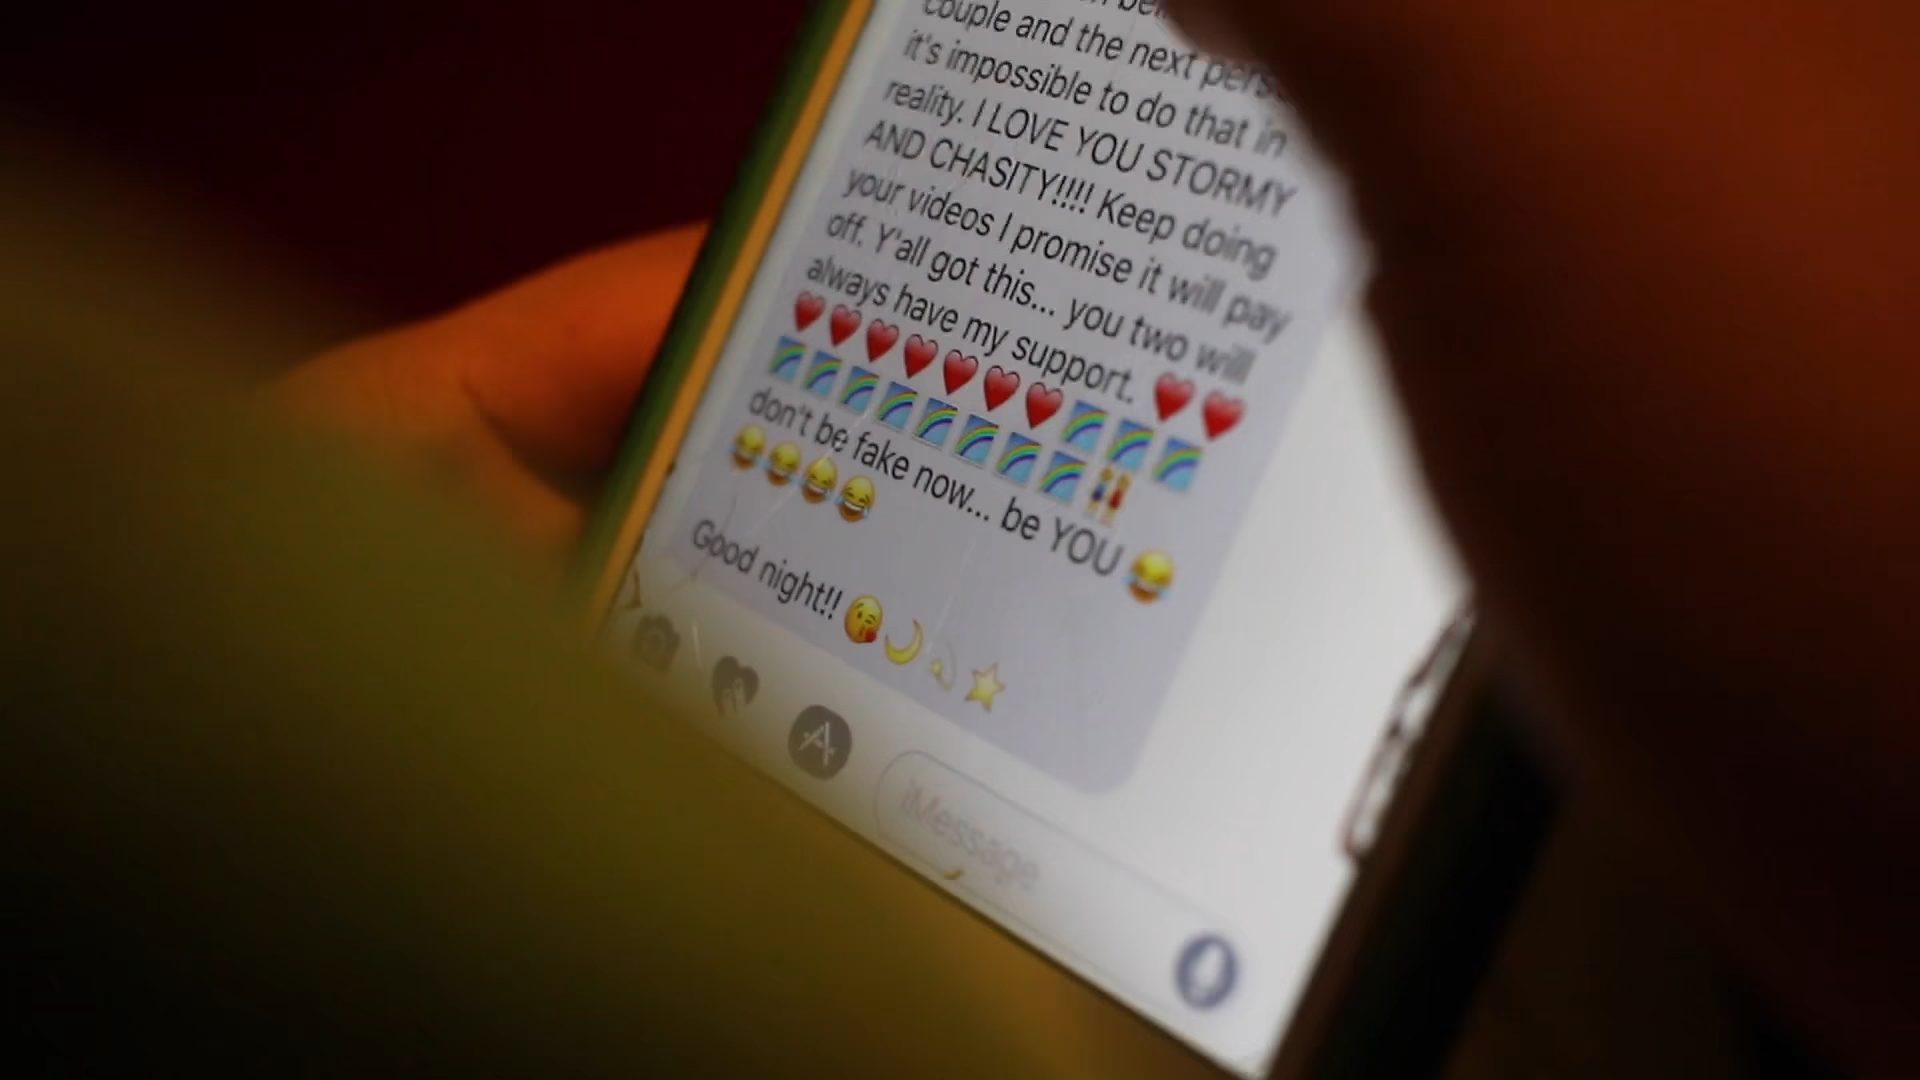 couple and the next
it's impossible to do that in
reality. I LOVE YOU STORMY
AND CHASITY!!!! Keep doing
your videos I promise it will pay
off. Y'all got this... you two will
always have my support. ❤️❤️
❤️❤️❤️❤️❤️❤️❤️🌈🌈🌈
🌈🌈🌈🌈🌈🌈🌈🌈👭
don't be fake now... be YOU 😂
😂😂😂😂
Good night!! 😘🌙💫⭐
iMessage